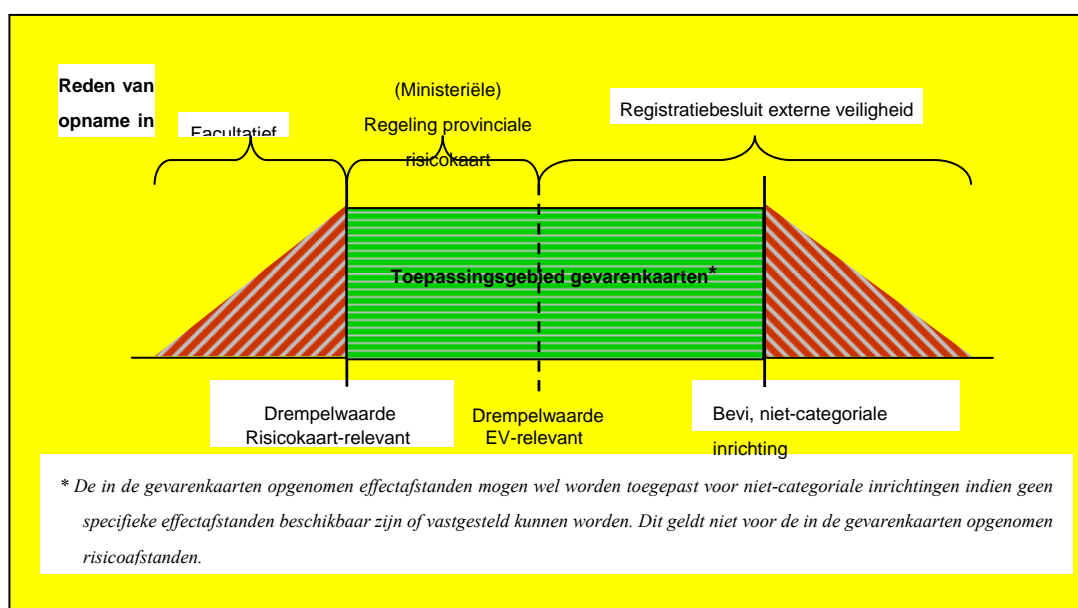 Reden van
opname in
Facultatief
(Ministeriële)
Regeling provinciale
risicokaart
Registratiebesluit externe veiligheid
Toepassingsgebied gevarenkaarten*
Drempelwaarde
Risicokaart-relevant
Drempelwaarde
EV-relevant
Bevi, niet-categoriale
inrichting
* De in de gevarenkaarten opgenomen effectafstanden mogen wel worden toegepast voor niet-categoriale inrichtingen indien geen
specifieke effectafstanden beschikbaar zijn of vastgesteld kunnen worden. Dit geldt niet voor de in de gevarenkaarten opgenomen
risicoafstanden.